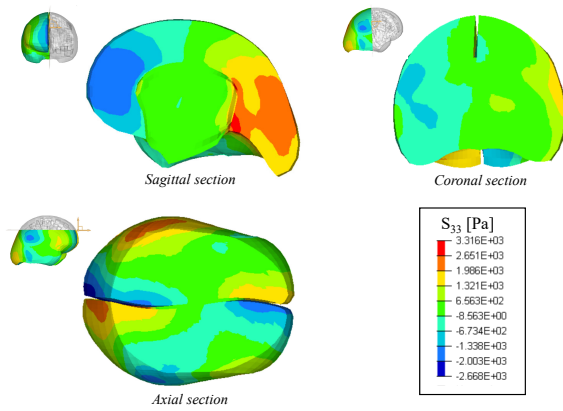 Sagittal section
Coronal section
Axial section
S33 [Pa]
3.316E+03
2.651E+03
1.986E+03
1.321E+03
6.563E+02
-8.563E+00
-6.734E+02
-1.338E+03
-2.003E+03
-2.668E+03